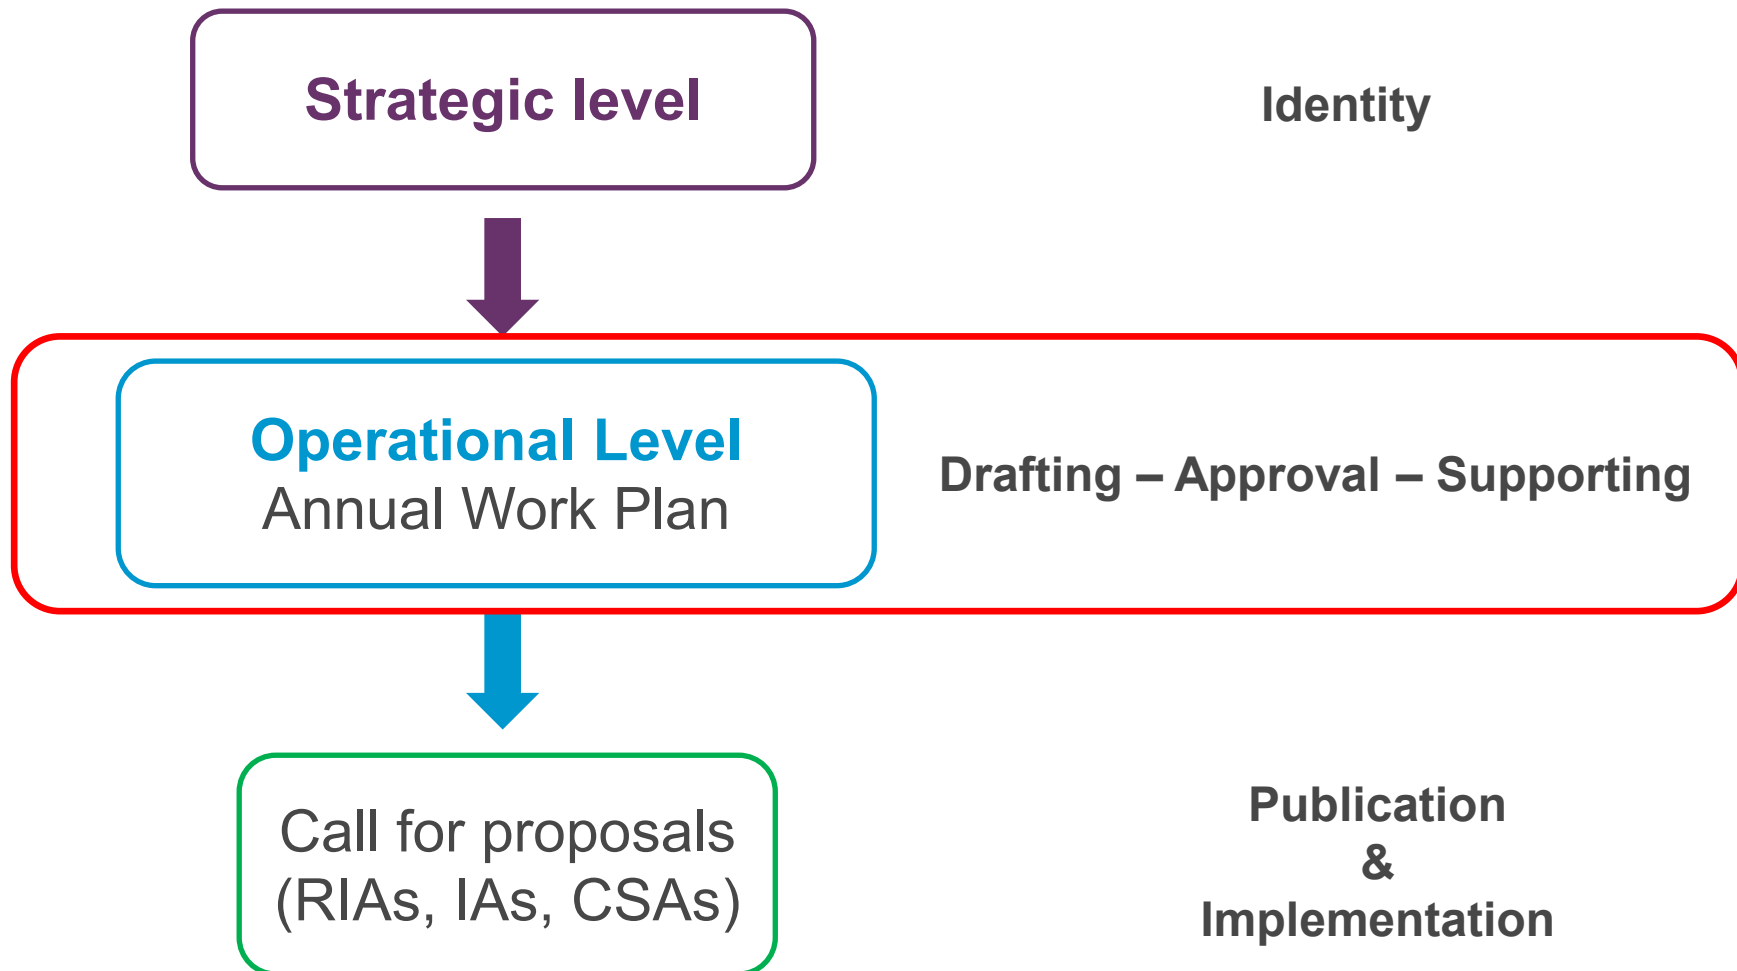 Strategic level
Identity
Operational Level
Annual Work Plan
Drafting – Approval – Supporting
Call for proposals
(RIAs, IAs, CSAs)
Publication
&
Implementation